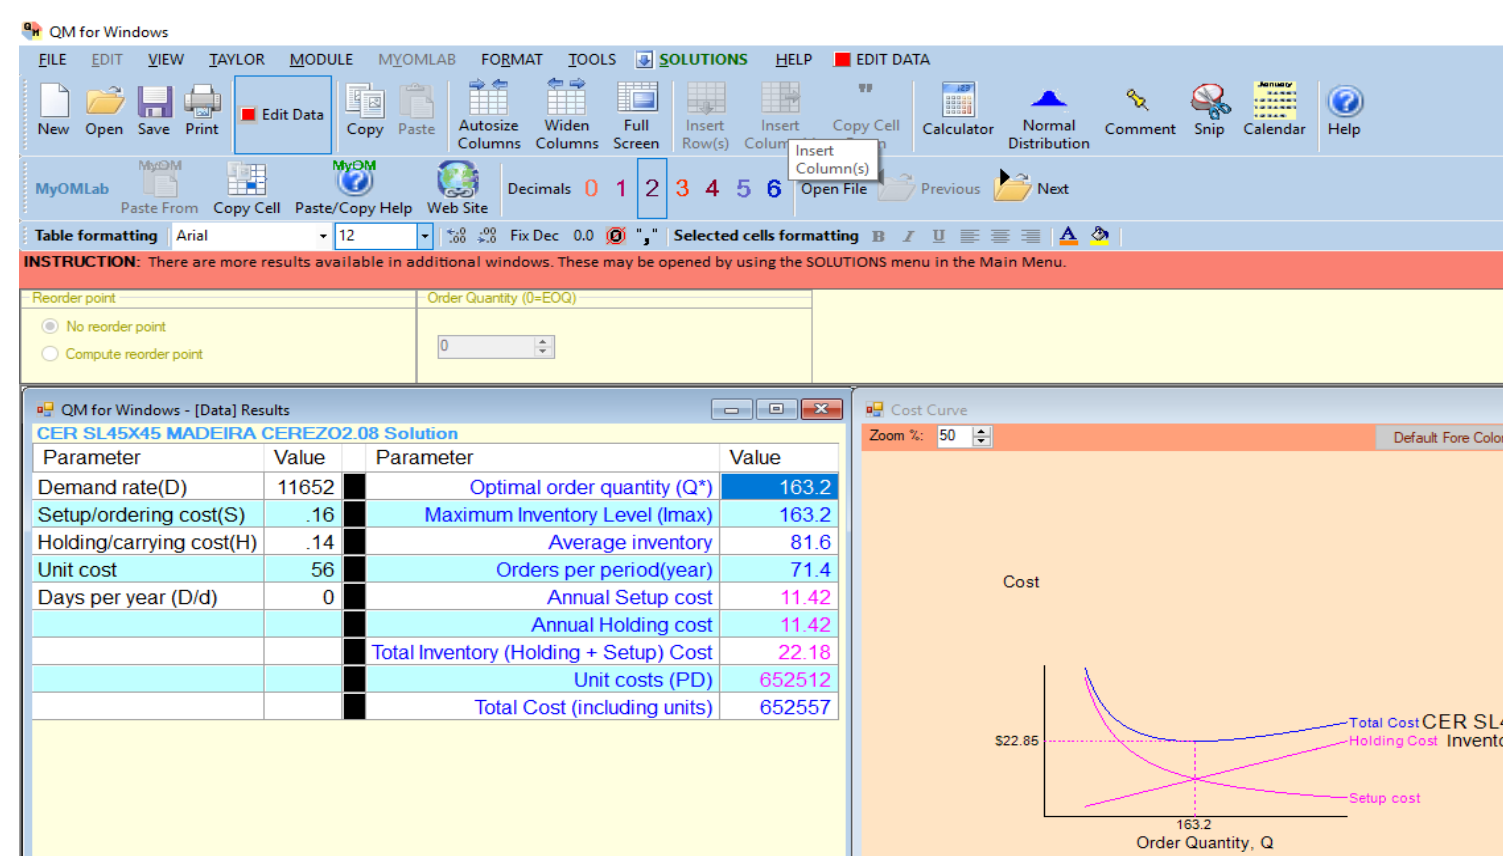 QM for Windows
FILE EDIT VIEW TAYLOR MODULE MYOMLAB FORMAT TOOLS SOLUTIONS HELP EDIT DATA
New Open Save Print Edit Data Copy Paste Autosize Columns Widen Columns Full Screen Insert Row(s) Insert Colum Copy Cell Calculator Normal Distribution Comment Snip January Calendar Help
Insert
Column(s)
MyOMLab MyOM Paste From Copy Cell MyOM Paste/Copy Help Web Site Decimals 0 1 2 3 4 5 6 Open File Previous Next
Table formatting Arial 12 Fix Dec 0.0 0 "," Selected cells formatting B I U A
INSTRUCTION: There are more results available in additional windows. These may be opened by using the SOLUTIONS menu in the Main Menu.
Reorder point
No reorder point
Compute reorder point
Order Quantity (0=EOQ)
0
QM for Windows - [Data] Results
CER SL45X45 MADEIRA CEREZO2.08 Solution
Parameter Value Parameter Value
Demand rate(D) 11652 Optimal order quantity (Q*) 163.2
Setup/ordering cost(S) .16 Maximum Inventory Level (Imax) 163.2
Holding/carrying cost(H) .14 Average inventory 81.6
Unit cost 56 Orders per period(year) 71.4
Days per year (D/d) 0 Annual Setup cost 11.42
Annual Holding cost 11.42
Total Inventory (Holding + Setup) Cost 22.18
Unit costs (PD) 652512
Total Cost (including units) 652557
Cost Curve
Zoom %: 50 Default Fore Color
Cost
Total Cost CER SL4
$22.85 Holding Cost Invento
Setup cost
163.2
Order Quantity, Q